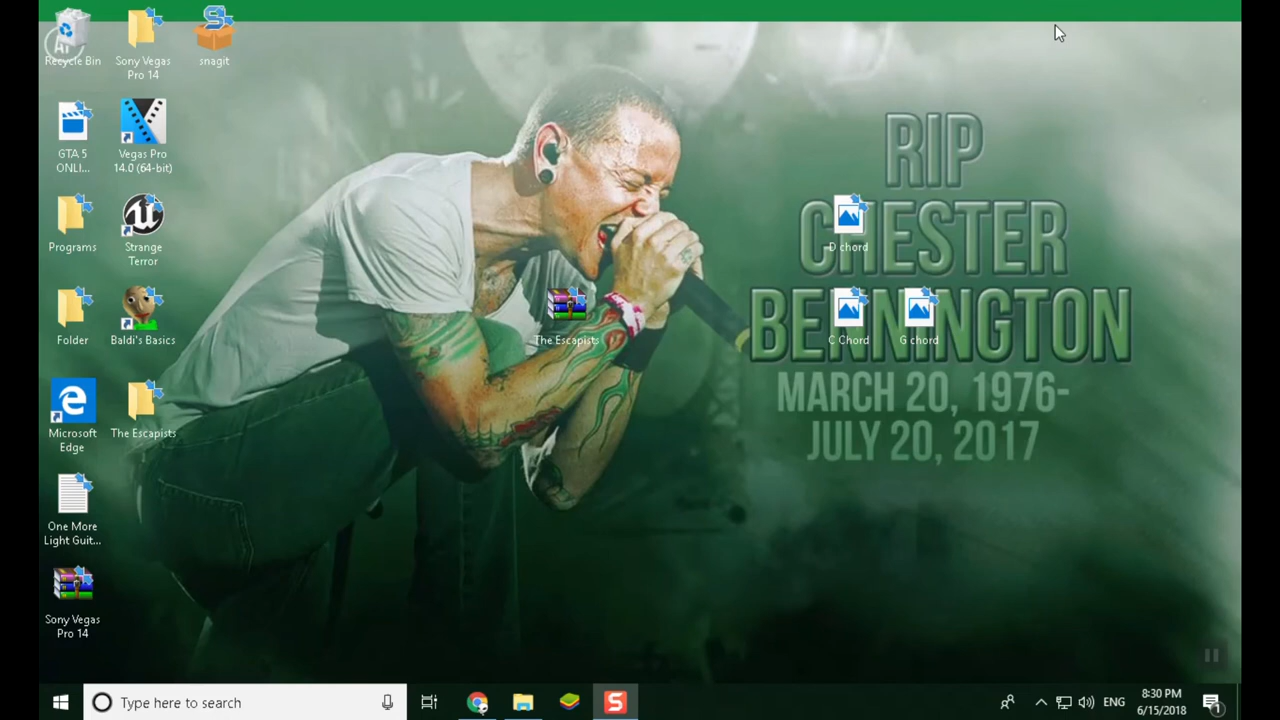 Recycle Bin
Sony Vegas
Pro 14
snagit
GTA 5
ONLI...
Vegas Pro
14.0 (64-bit)
Programs
Strange
Terror
Folder
Baldi's Basics
Microsoft
Edge
The Escapists
One More
Light Guit...
Sony Vegas
Pro 14
The Escapists
D chord
C Chord
G chord
RIP
CHESTER
BENNINGTON
MARCH 20, 1976-
JULY 20, 2017
Type here to search
ENG
8:30 PM
6/15/2018
1